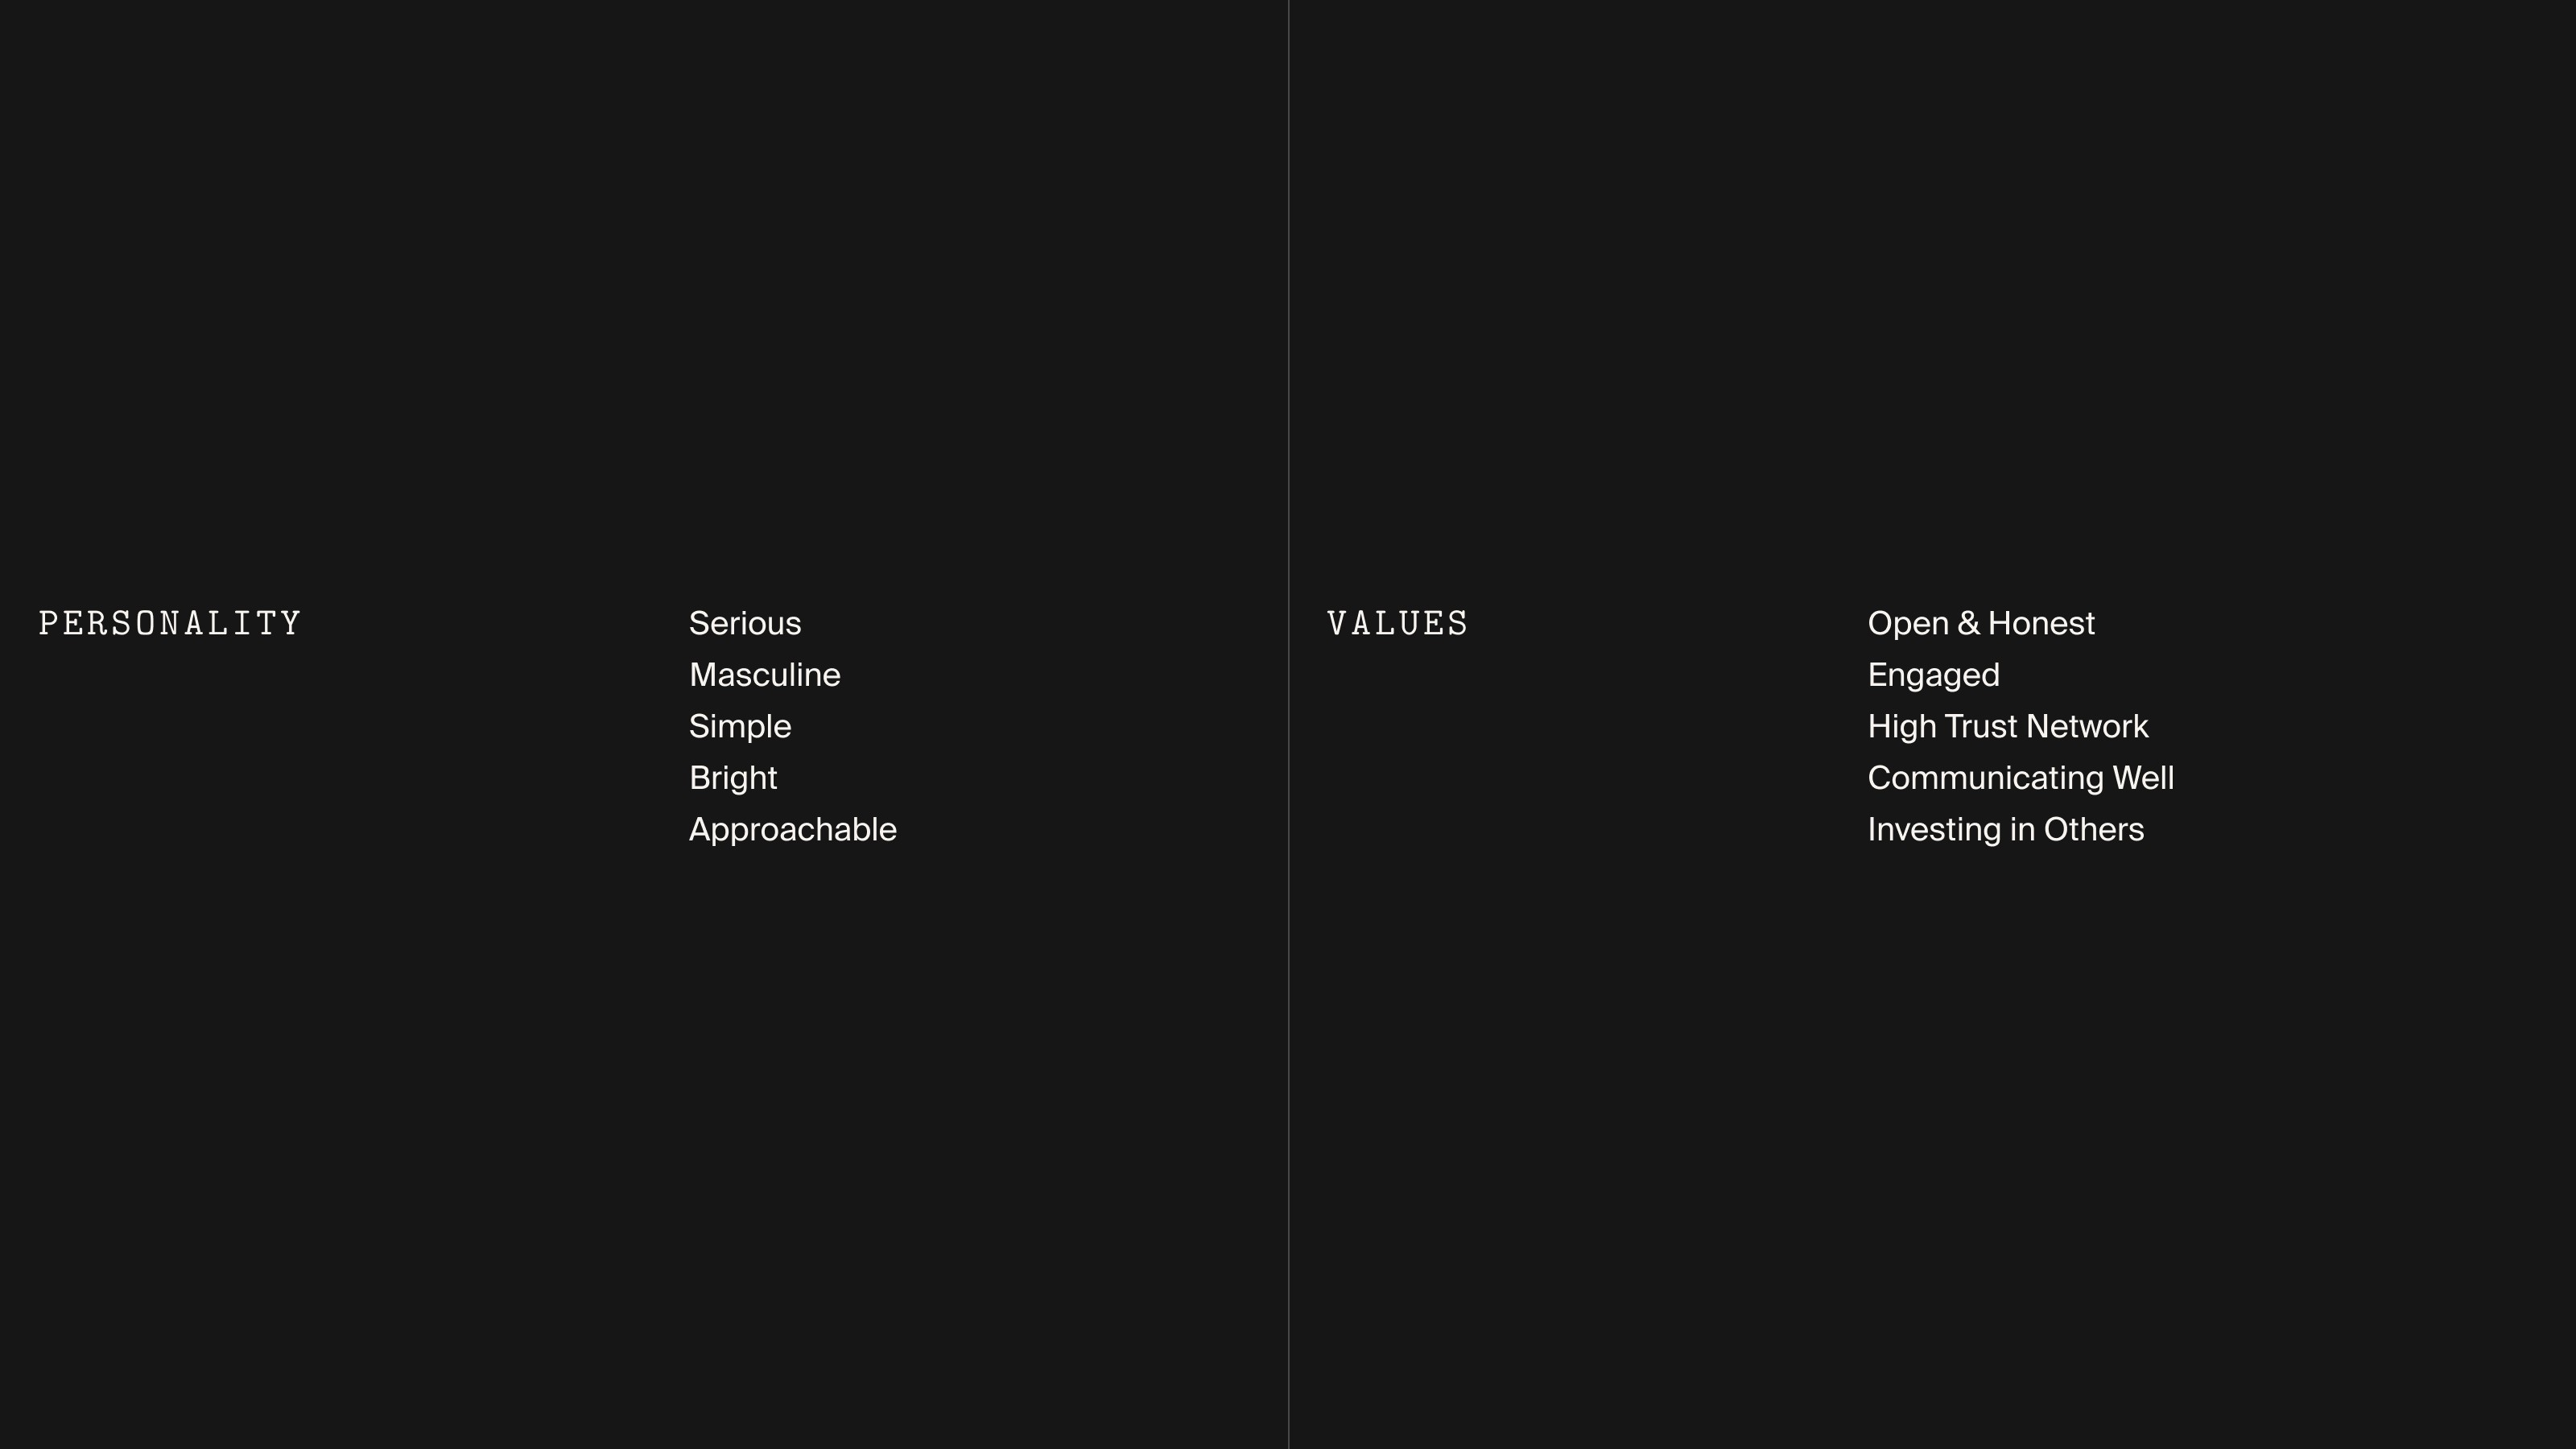 PERSONALITY
Serious
Masculine
Simple
Bright
Approachable
VALUES
Open & Honest
Engaged
High Trust Network
Communicating Well
Investing in Others